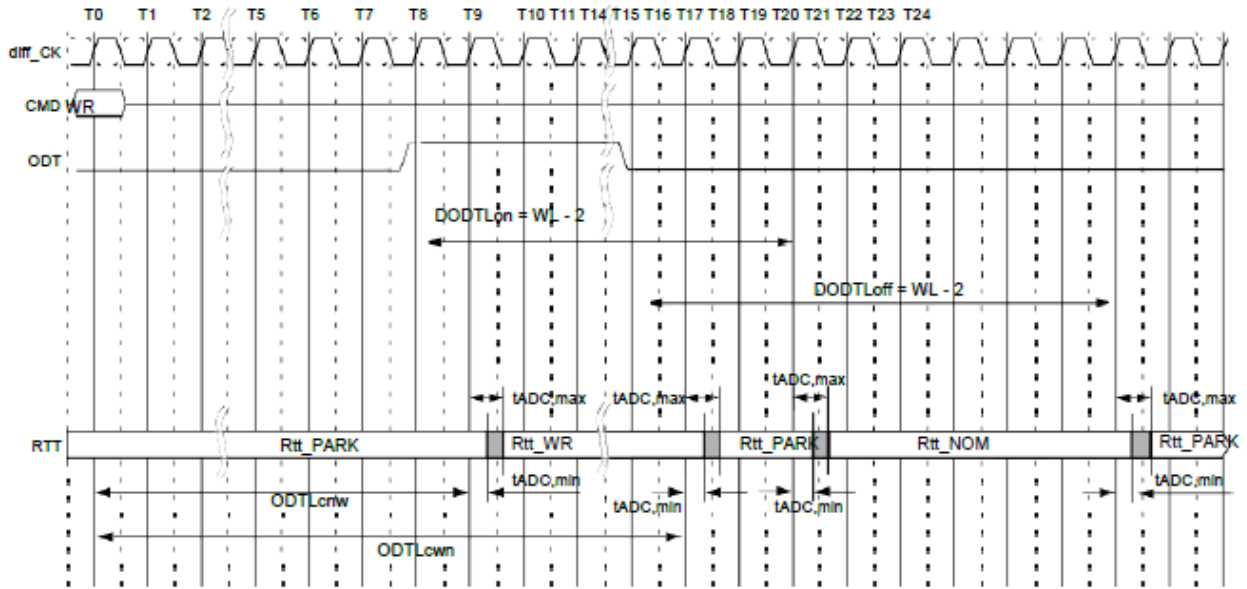 T0 T1 T2 T5 T6 T7 T8 T9 T10 T11 T14 T15 T16 T17 T18 T19 T20 T21 T22 T23 T24
diff_CK
CMD WR
ODT
DODTLon = WL - 2
DODTLoff = WL - 2
tADC,max
tADC,max tADC,max tADC,max
RTT Rtt_PARK Rtt_WR Rtt_PARK Rtt_NOM Rtt_PARK
tADC,min tADC,min
ODTLcnw tADC,min tADC,min
ODTLcwn